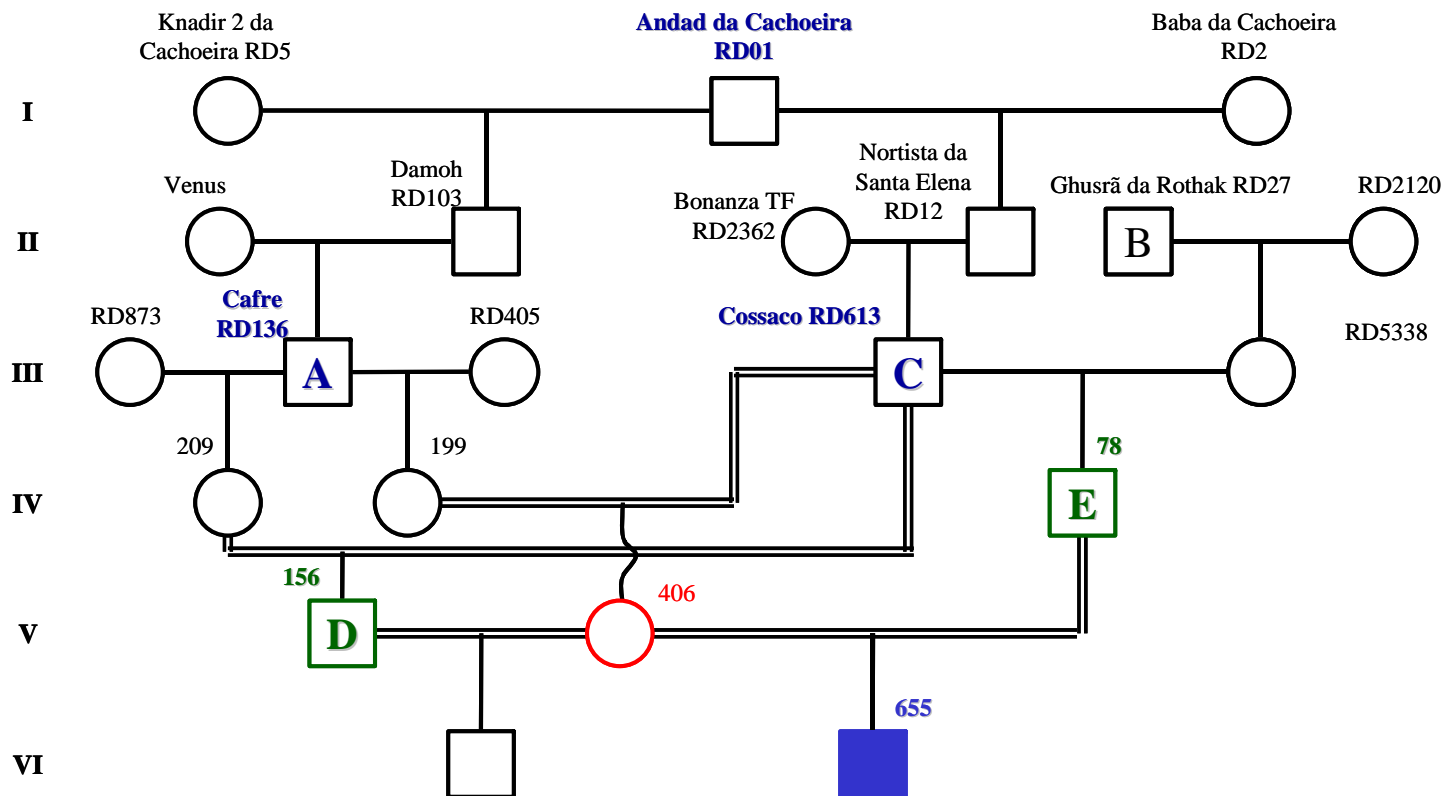 Knadir 2 da
Cachoeira RD5
Andad da Cachoeira
RD01
Baba da Cachoeira
RD2
I
Venus
Damoh
RD103
Bonanza TF
RD2362
Nortista da
Santa Elena
RD12
Ghusrã da Rothak RD27
RD2120
II
B
Cafre
RD136
RD873
RD405
Cossaco RD613
RD5338
III
A
C
209
199
78
IV
E
156
406
V
D
655
VI